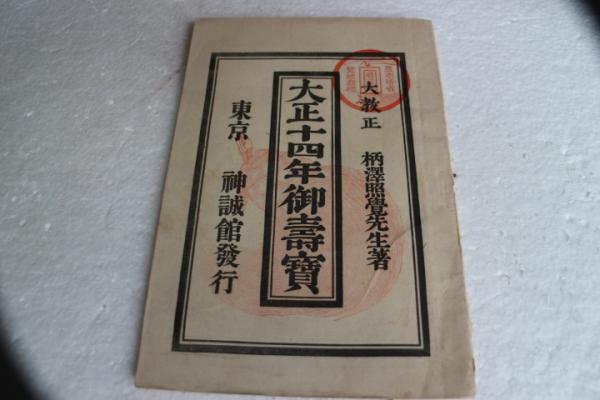 大教正 柄澤照覺先生著
大正十四年御壽寶
東京 神誠館發行